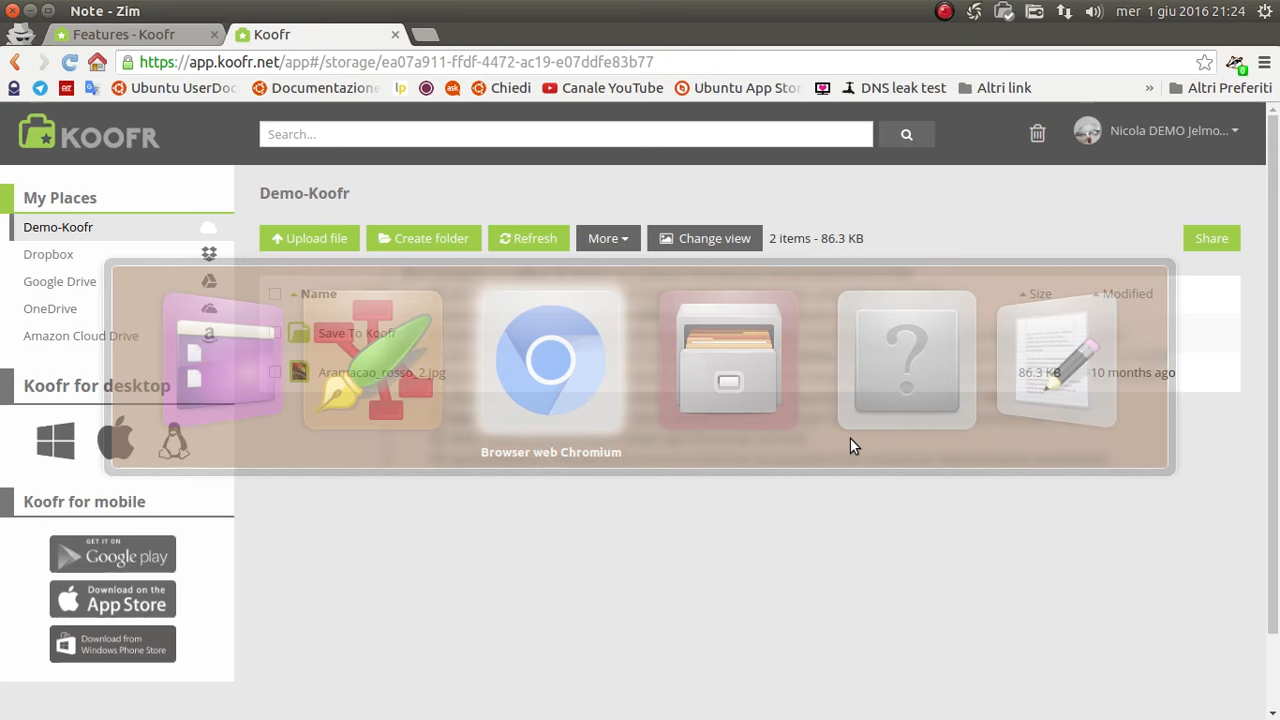 Note - Zim
mer 1 giu 2016 21:24
Features - Koofr
Koofr
https://app.koofr.net/app#/storage/ea07a911-ffdf-4472-ac19-e07ddfe83b77
Ubuntu UserDoc
Documentazione
lp
ask
Chiedi
Canale YouTube
Ubuntu App Stor
DNS leak test
Altri link
»
Altri Preferiti
KOOFR
Search...
Nicola DEMO Jelmo...
My Places
Demo-Koofr
Dropbox
Google Drive
OneDrive
Amazon Cloud Drive
Koofr for desktop
Koofr for mobile
GET IT ON
Google play
Download on the
App Store
Download from
Windows Phone Store
Demo-Koofr
Upload file
Create folder
Refresh
More
Change view
2 items - 86.3 KB
Share
Name
Size
Modified
Save To Koofr
Aramacao_rosso_2.jpg
86.3 KB
10 months ago
Browser web Chromium